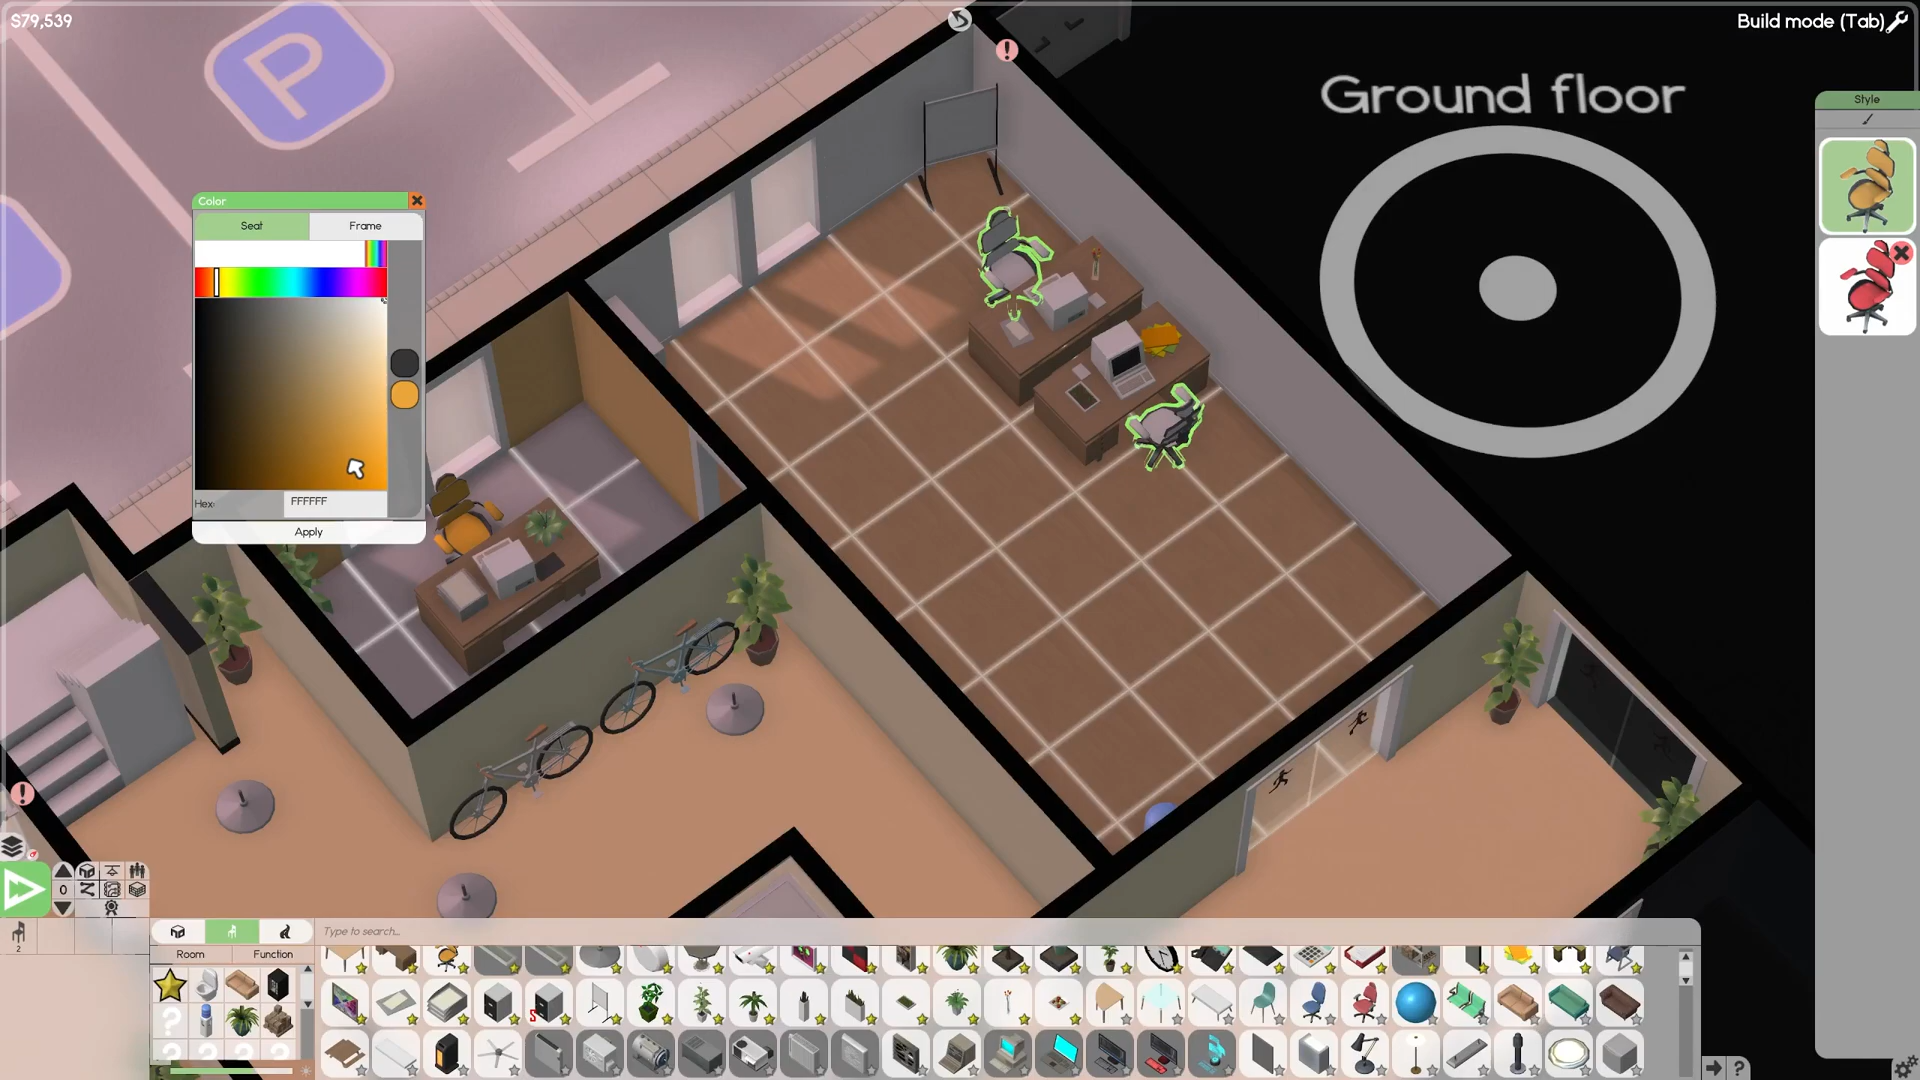 $79,539
Build mode (Tab)
P
Ground floor
Style
Color
Seat
Frame
Hex:
FFFFFF
Apply
0
2
Type to search...
Room
Function
S
?